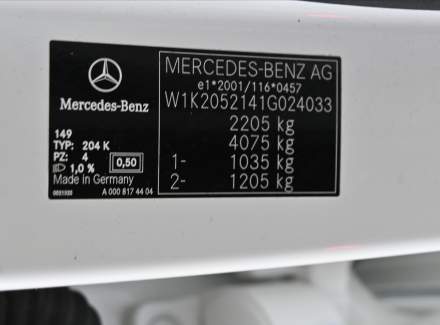 Mercedes-Benz
149
TYP: 204 K
PZ: 4
1,0 %
0,50
Made in Germany
A 000 817 44 04
MERCEDES-BENZ AG
e1*2001/116*0457
W1K2052141G024033
2205 kg
4075 kg
1- 1035 kg
2- 1205 kg